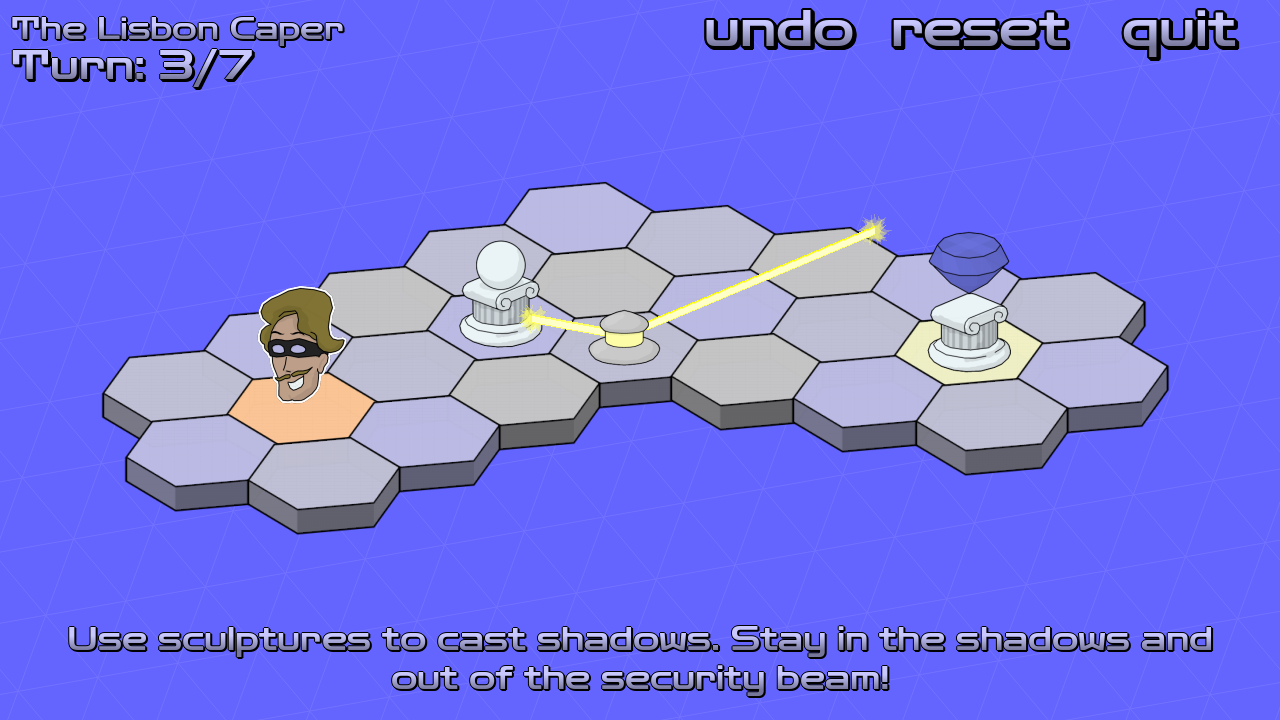 The Lisbon Caper
Turn: 3/7
undo reset quit
Use sculptures to cast shadows. Stay in the shadows and
out of the security beam!